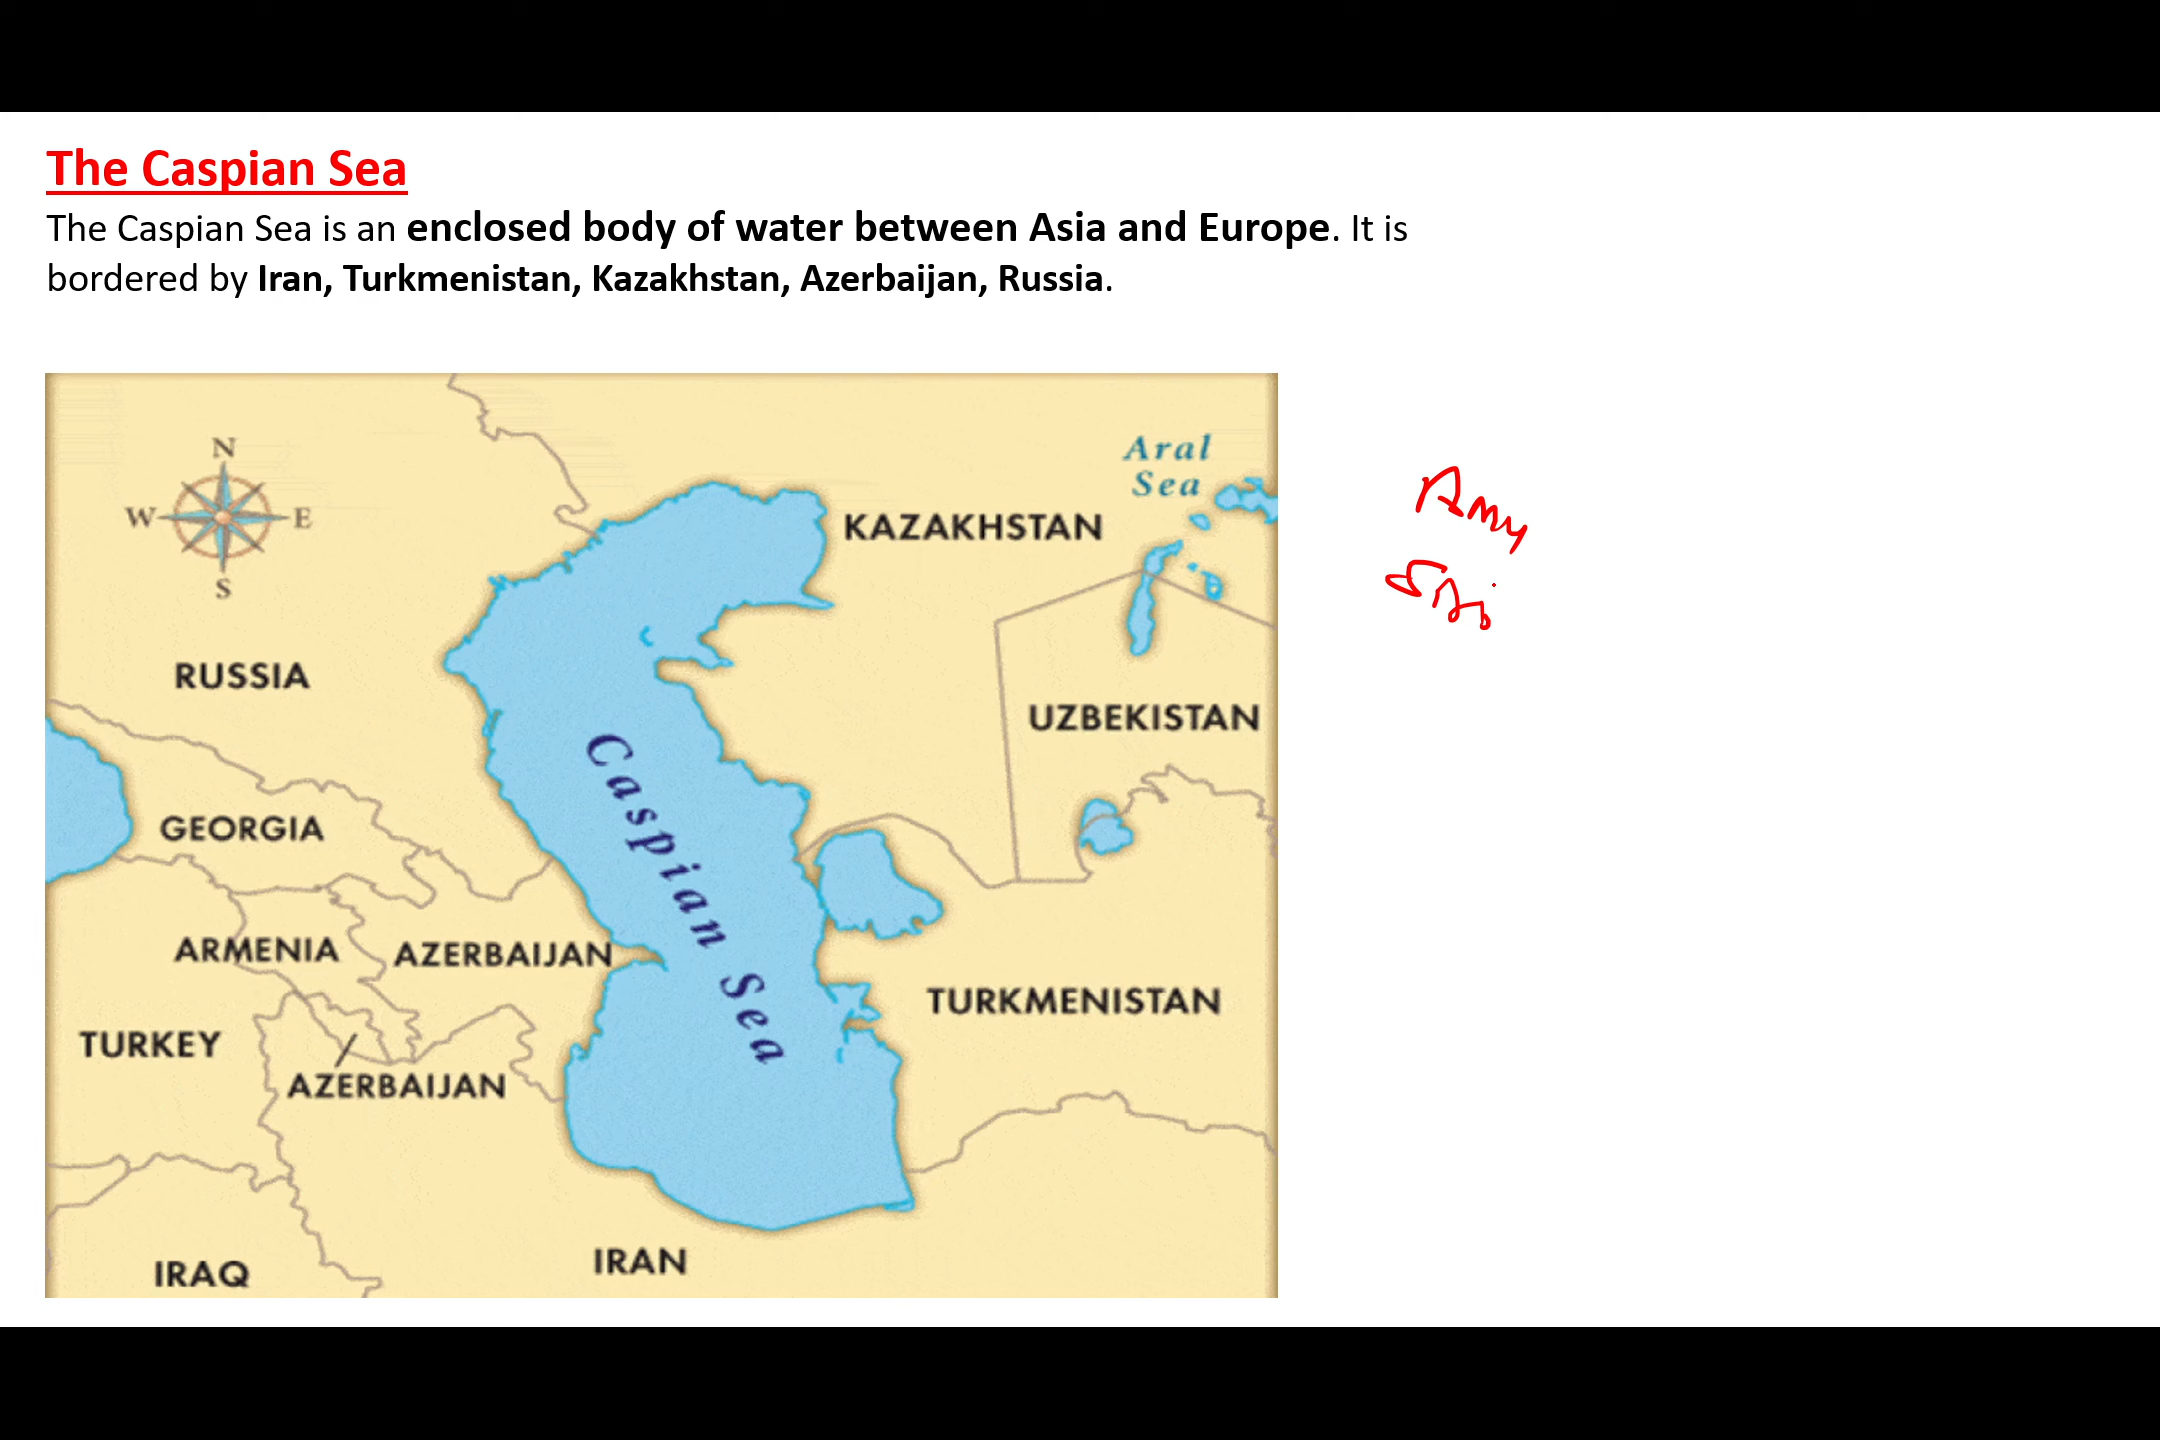 The Caspian Sea
The Caspian Sea is an enclosed body of water between Asia and Europe. It is
bordered by Iran, Turkmenistan, Kazakhstan, Azerbaijan, Russia.
N
W
E
S
Aral
Sea
KAZAKHSTAN
Amy
RUSSIA
UZBEKISTAN
Caspian Sea
GEORGIA
ARMENIA
AZERBAIJAN
TURKMENISTAN
TURKEY
AZERBAIJAN
IRAN
IRAQ